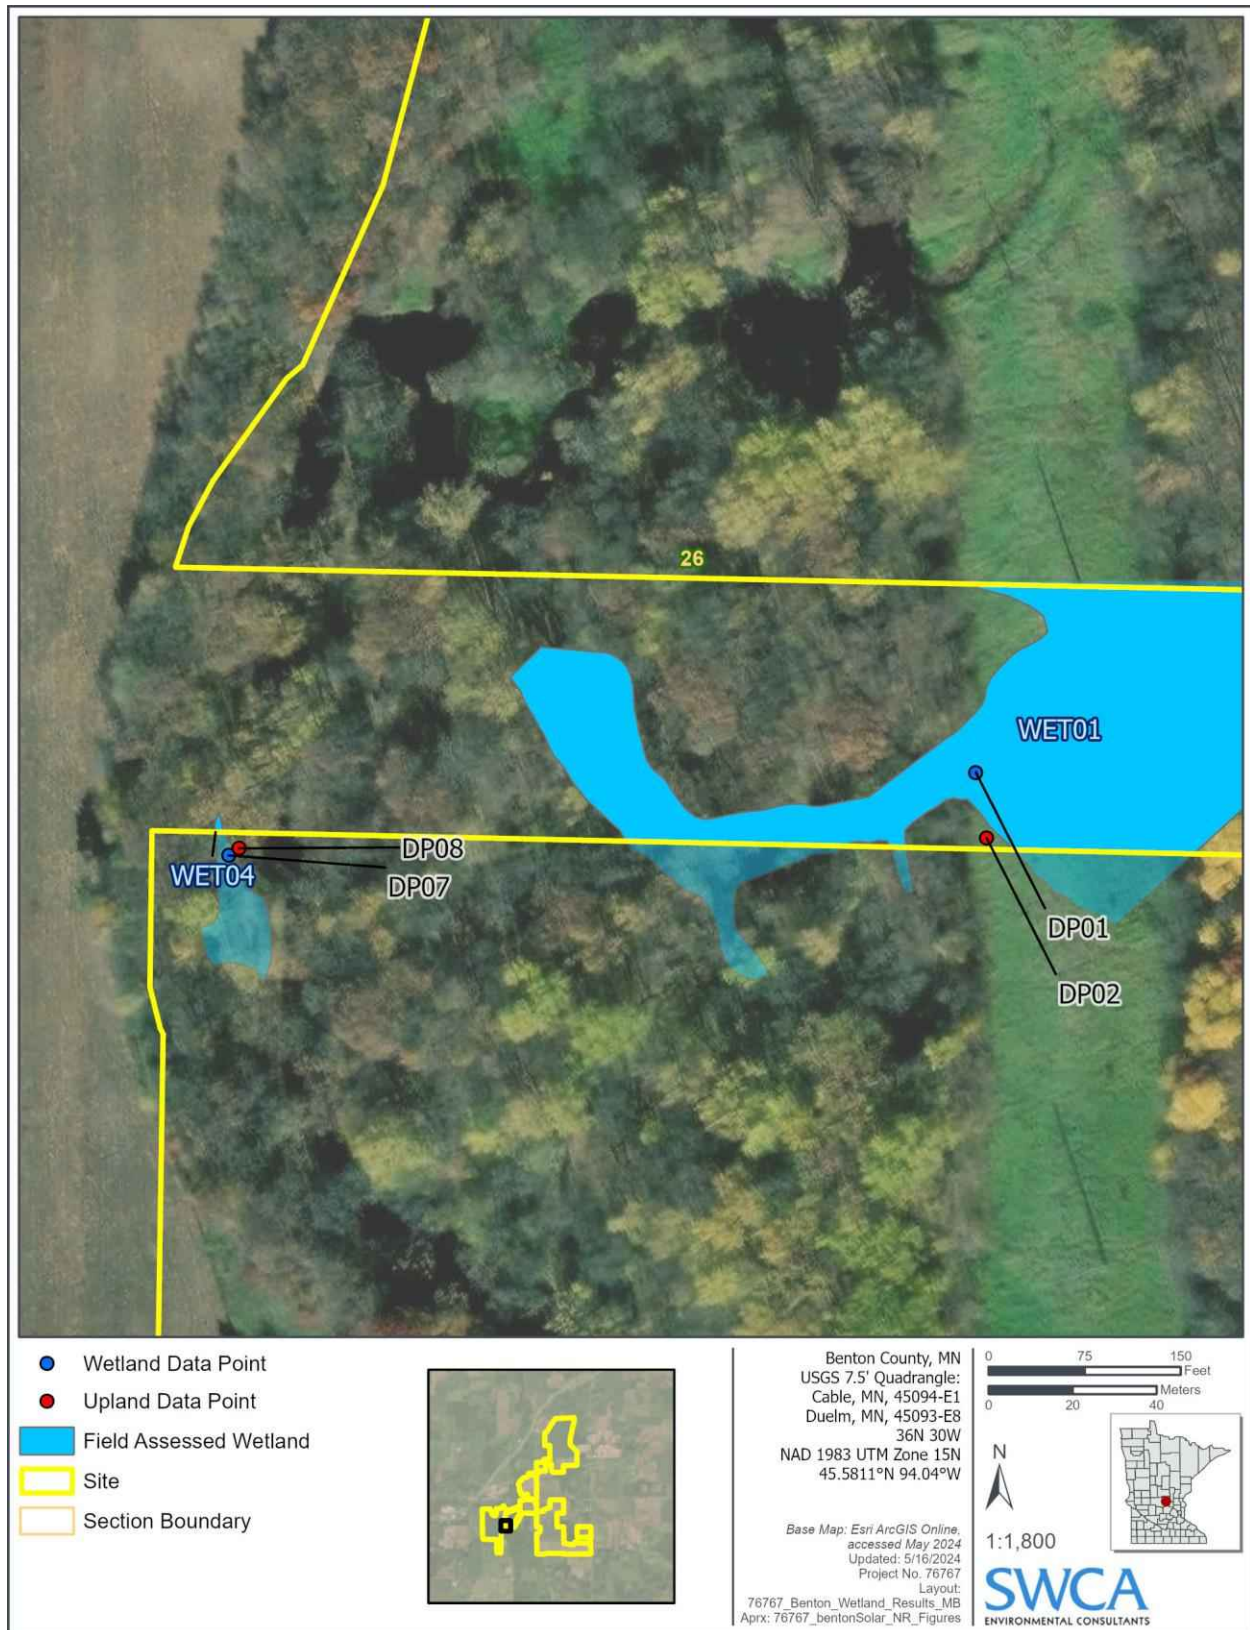 26
WET01
DP08
WET04
DP07
DP01
DP02
Wetland Data Point
Upland Data Point
Field Assessed Wetland
Site
Section Boundary
Benton County, MN
USGS 7.5' Quadrangle:
Cable, MN, 45094-E1
Duelm, MN, 45093-E8
36N 30W
NAD 1983 UTM Zone 15N
45.5811°N 94.04°W
Base Map: Esri ArcGIS Online,
accessed May 2024
Updated: 5/16/2024
Project No. 76767
Layout:
76767_Benton_Wetland_Results_MB
Aprx: 76767_bentonSolar_NR_Figures
0 75 150
Feet
Meters
0 20 40
N
1:1,800
SWCA
ENVIRONMENTAL CONSULTANTS